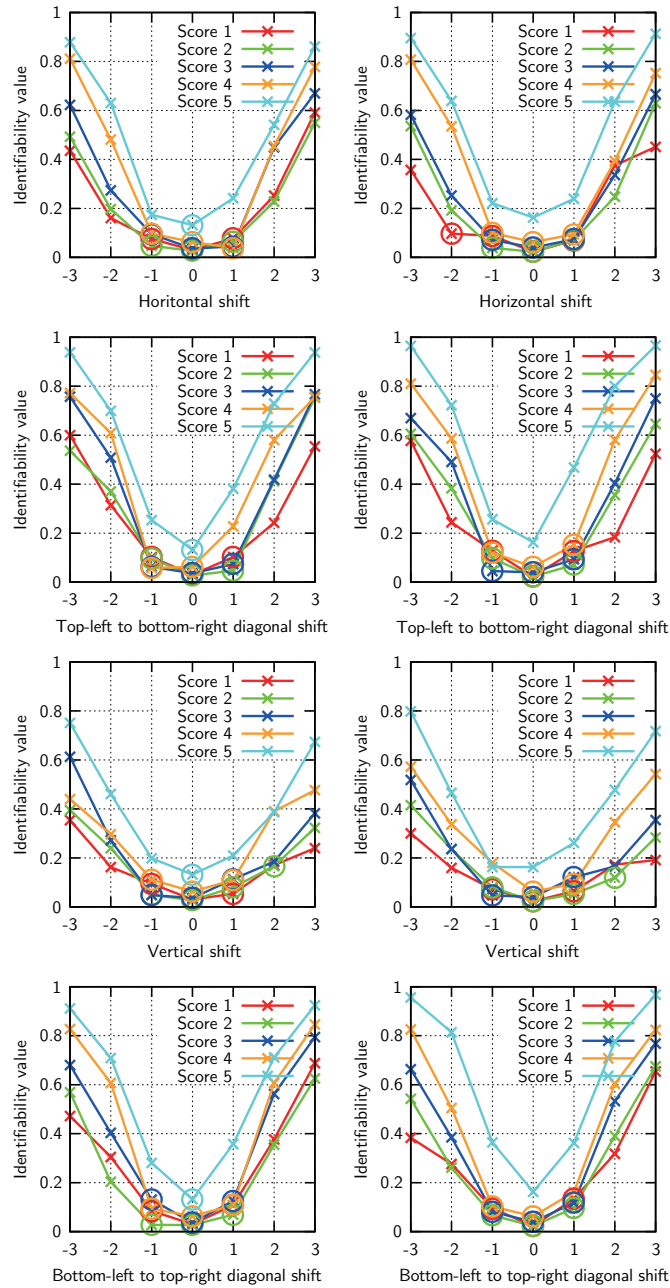 Identifiability value
1
0.8
0.6
0.4
0.2
0
Score 1
Score 2
Score 3
Score 4
Score 5
-3 -2 -1 0 1 2 3
Horitontal shift
Identifiability value
1
0.8
0.6
0.4
0.2
0
Score 1
Score 2
Score 3
Score 4
Score 5
-3 -2 -1 0 1 2 3
Horizontal shift
Identifiability value
1
0.8
0.6
0.4
0.2
0
Score 1
Score 2
Score 3
Score 4
Score 5
-3 -2 -1 0 1 2 3
Top-left to bottom-right diagonal shift
Identifiability value
1
0.8
0.6
0.4
0.2
0
Score 1
Score 2
Score 3
Score 4
Score 5
-3 -2 -1 0 1 2 3
Top-left to bottom-right diagonal shift
Identifiability value
1
0.8
0.6
0.4
0.2
0
Score 1
Score 2
Score 3
Score 4
Score 5
-3 -2 -1 0 1 2 3
Vertical shift
Identifiability value
1
0.8
0.6
0.4
0.2
0
Score 1
Score 2
Score 3
Score 4
Score 5
-3 -2 -1 0 1 2 3
Vertical shift
Identifiability value
1
0.8
0.6
0.4
0.2
0
Score 1
Score 2
Score 3
Score 4
Score 5
-3 -2 -1 0 1 2 3
Bottom-left to top-right diagonal shift
Identifiability value
1
0.8
0.6
0.4
0.2
0
Score 1
Score 2
Score 3
Score 4
Score 5
-3 -2 -1 0 1 2 3
Bottom-left to top-right diagonal shift